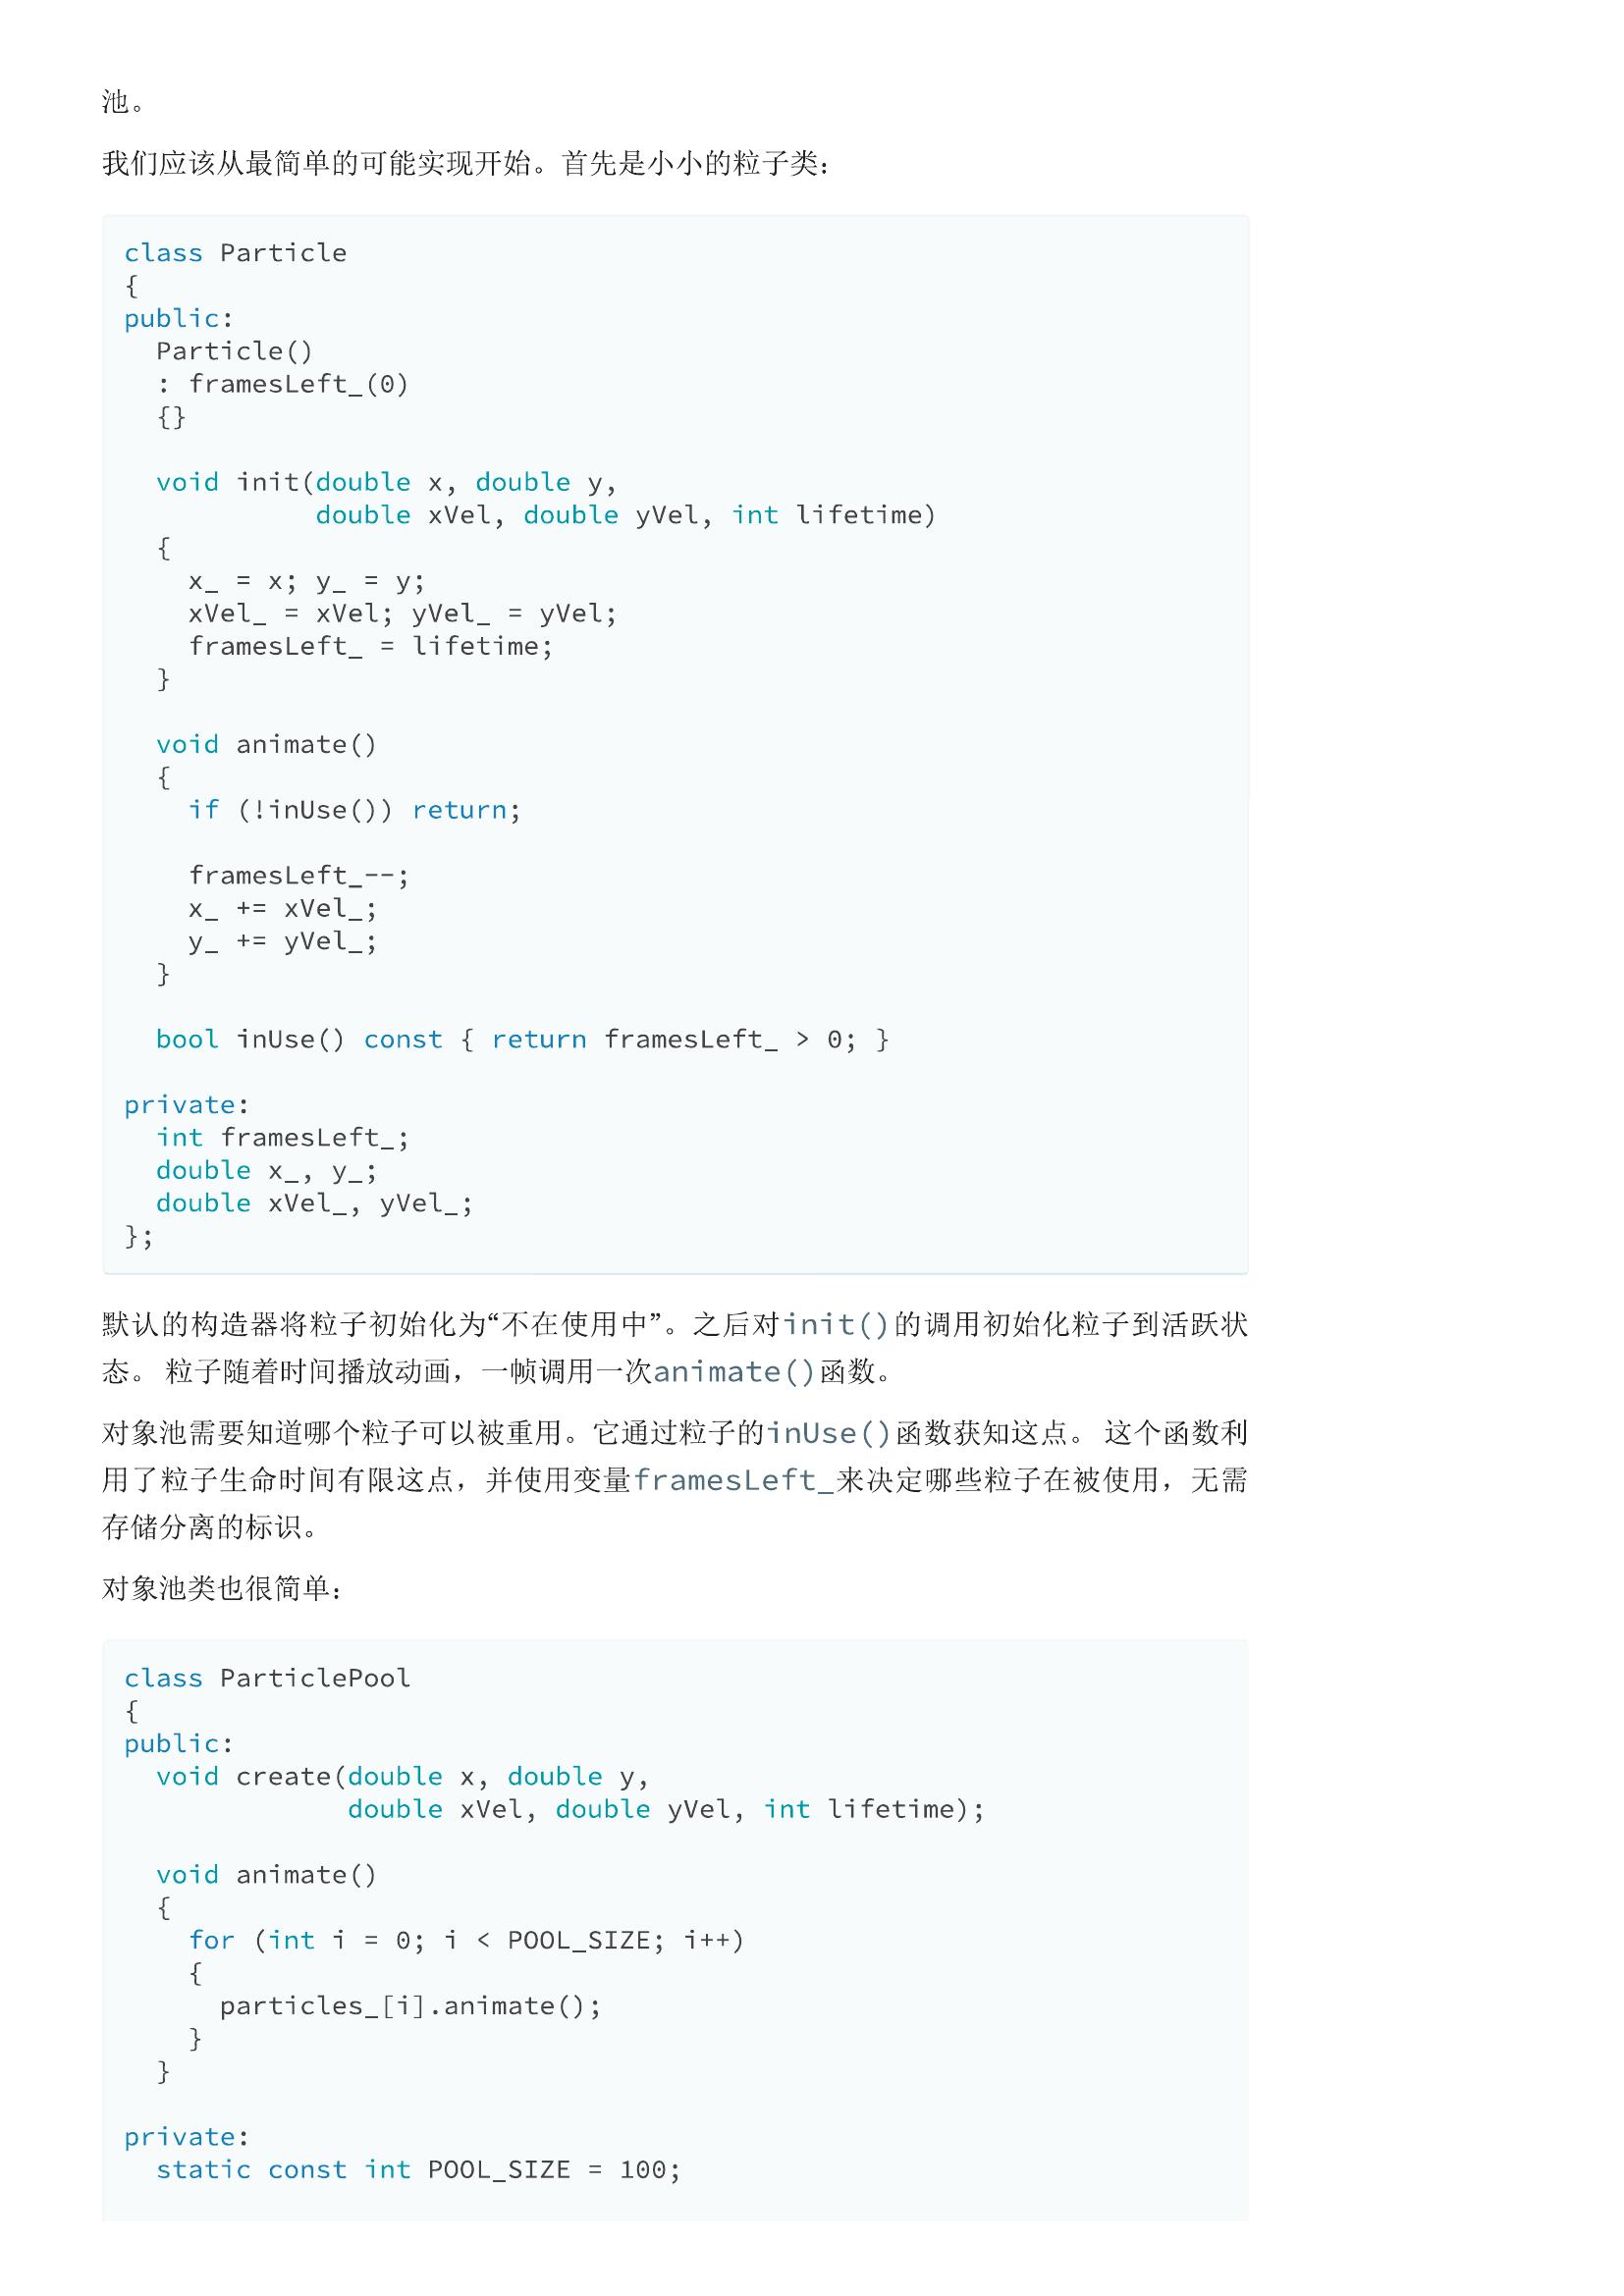 池。
我们应该从最简单的可能实现开始。首先是小小的粒子类：
class Particle
{
public:
  Particle()
  : framesLeft_(0)
  {}

  void init(double x, double y,
            double xVel, double yVel, int lifetime)
  {
    x_ = x; y_ = y;
    xVel_ = xVel; yVel_ = yVel;
    framesLeft_ = lifetime;
  }

  void animate()
  {
    if (!inUse()) return;

    framesLeft_--;
    x_ += xVel_;
    y_ += yVel_;
  }

  bool inUse() const { return framesLeft_ > 0; }

private:
  int framesLeft_;
  double x_, y_;
  double xVel_, yVel_;
};
默认的构造器将粒子初始化为“不在使用中”。之后对init()的调用初始化粒子到活跃状
态。 粒子随着时间播放动画，一帧调用一次animate()函数。
对象池需要知道哪个粒子可以被重用。它通过粒子的inUse()函数获知这点。 这个函数利
用了粒子生命时间有限这点，并使用变量framesLeft_来决定哪些粒子在被使用，无需
存储分离的标识。
对象池类也很简单：
class ParticlePool
{
public:
  void create(double x, double y,
              double xVel, double yVel, int lifetime);

  void animate()
  {
    for (int i = 0; i < POOL_SIZE; i++)
    {
      particles_[i].animate();
    }
  }

private:
  static const int POOL_SIZE = 100;